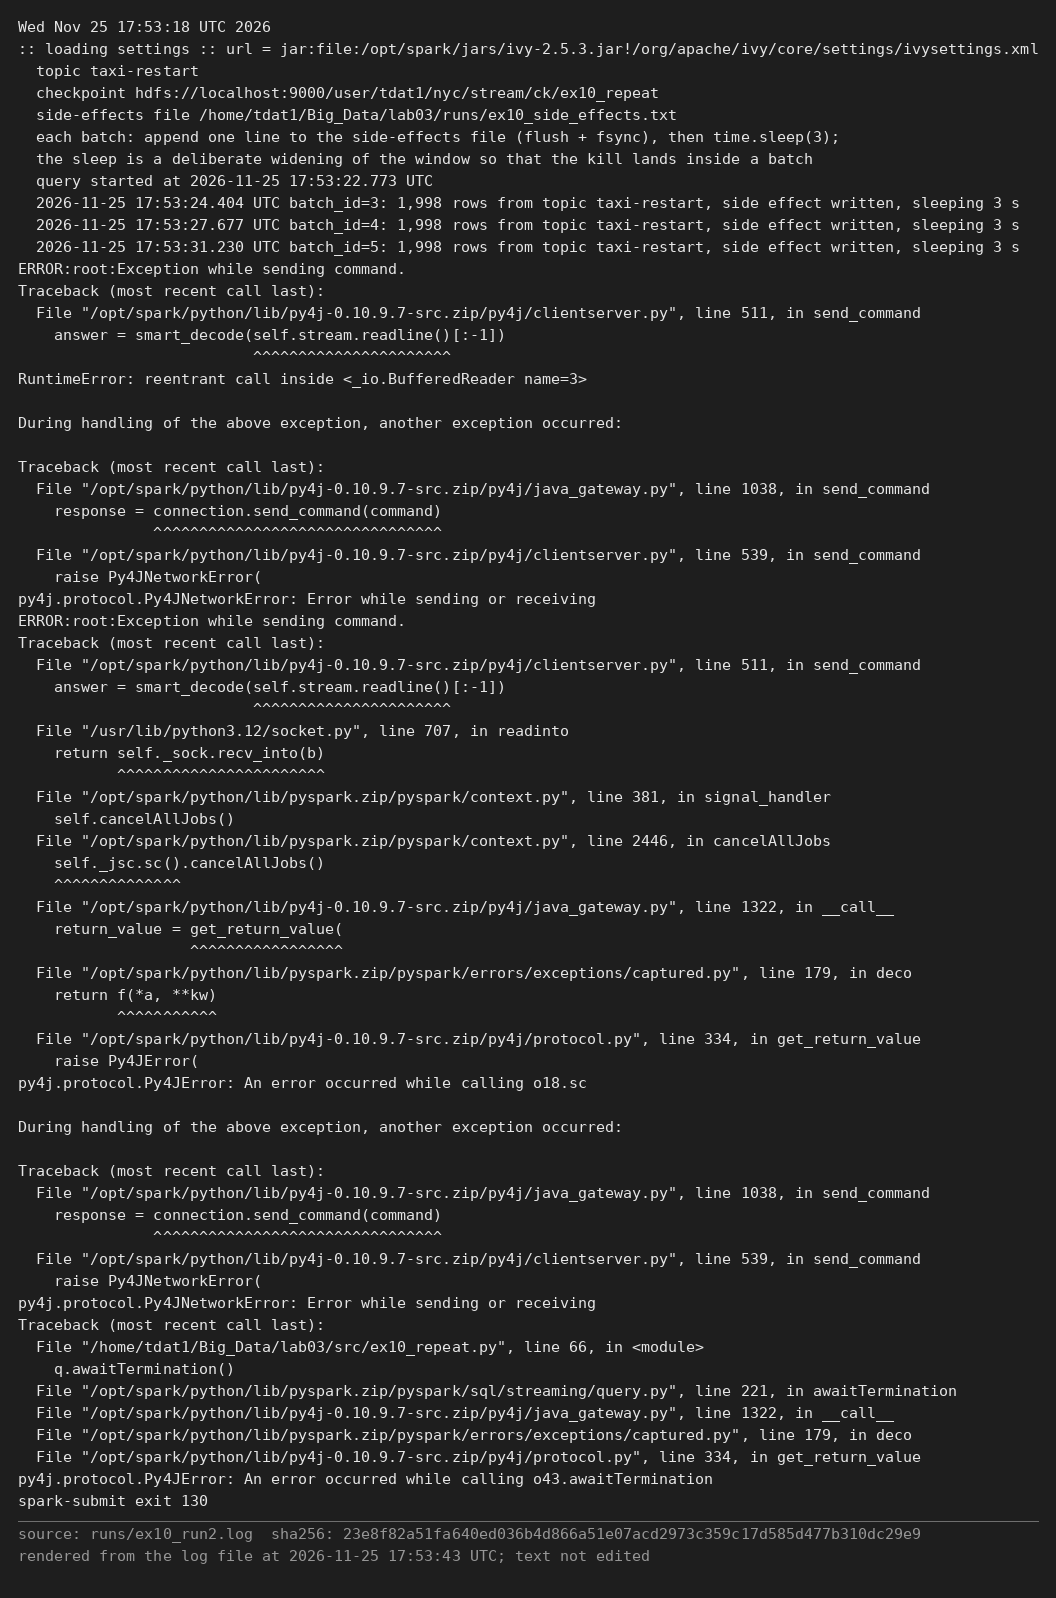 Wed Nov 25 17:53:18 UTC 2026
:: loading settings :: url = jar:file:/opt/spark/jars/ivy-2.5.3.jar!/org/apache/ivy/core/settings/ivysettings.xml
  topic taxi-restart
  checkpoint hdfs://localhost:9000/user/tdat1/nyc/stream/ck/ex10_repeat
  side-effects file /home/tdat1/Big_Data/lab03/runs/ex10_side_effects.txt
  each batch: append one line to the side-effects file (flush + fsync), then time.sleep(3);
  the sleep is a deliberate widening of the window so that the kill lands inside a batch
  query started at 2026-11-25 17:53:22.773 UTC
  2026-11-25 17:53:24.404 UTC batch_id=3: 1,998 rows from topic taxi-restart, side effect written, sleeping 3 s
  2026-11-25 17:53:27.677 UTC batch_id=4: 1,998 rows from topic taxi-restart, side effect written, sleeping 3 s
  2026-11-25 17:53:31.230 UTC batch_id=5: 1,998 rows from topic taxi-restart, side effect written, sleeping 3 s
ERROR:root:Exception while sending command.
Traceback (most recent call last):
  File "/opt/spark/python/lib/py4j-0.10.9.7-src.zip/py4j/clientserver.py", line 511, in send_command
    answer = smart_decode(self.stream.readline()[:-1])
                          ^^^^^^^^^^^^^^^^^^^^^^
RuntimeError: reentrant call inside <_io.BufferedReader name=3>

During handling of the above exception, another exception occurred:

Traceback (most recent call last):
  File "/opt/spark/python/lib/py4j-0.10.9.7-src.zip/py4j/java_gateway.py", line 1038, in send_command
    response = connection.send_command(command)
               ^^^^^^^^^^^^^^^^^^^^^^^^^^^^^^^^
  File "/opt/spark/python/lib/py4j-0.10.9.7-src.zip/py4j/clientserver.py", line 539, in send_command
    raise Py4JNetworkError(
py4j.protocol.Py4JNetworkError: Error while sending or receiving
ERROR:root:Exception while sending command.
Traceback (most recent call last):
  File "/opt/spark/python/lib/py4j-0.10.9.7-src.zip/py4j/clientserver.py", line 511, in send_command
    answer = smart_decode(self.stream.readline()[:-1])
                          ^^^^^^^^^^^^^^^^^^^^^^
  File "/usr/lib/python3.12/socket.py", line 707, in readinto
    return self._sock.recv_into(b)
           ^^^^^^^^^^^^^^^^^^^^^^^
  File "/opt/spark/python/lib/pyspark.zip/pyspark/context.py", line 381, in signal_handler
    self.cancelAllJobs()
  File "/opt/spark/python/lib/pyspark.zip/pyspark/context.py", line 2446, in cancelAllJobs
    self._jsc.sc().cancelAllJobs()
    ^^^^^^^^^^^^^^
  File "/opt/spark/python/lib/py4j-0.10.9.7-src.zip/py4j/java_gateway.py", line 1322, in __call__
    return_value = get_return_value(
                   ^^^^^^^^^^^^^^^^^
  File "/opt/spark/python/lib/pyspark.zip/pyspark/errors/exceptions/captured.py", line 179, in deco
    return f(*a, **kw)
           ^^^^^^^^^^^
  File "/opt/spark/python/lib/py4j-0.10.9.7-src.zip/py4j/protocol.py", line 334, in get_return_value
    raise Py4JError(
py4j.protocol.Py4JError: An error occurred while calling o18.sc

During handling of the above exception, another exception occurred:

Traceback (most recent call last):
  File "/opt/spark/python/lib/py4j-0.10.9.7-src.zip/py4j/java_gateway.py", line 1038, in send_command
    response = connection.send_command(command)
               ^^^^^^^^^^^^^^^^^^^^^^^^^^^^^^^^
  File "/opt/spark/python/lib/py4j-0.10.9.7-src.zip/py4j/clientserver.py", line 539, in send_command
    raise Py4JNetworkError(
py4j.protocol.Py4JNetworkError: Error while sending or receiving
Traceback (most recent call last):
  File "/home/tdat1/Big_Data/lab03/src/ex10_repeat.py", line 66, in <module>
    q.awaitTermination()
  File "/opt/spark/python/lib/pyspark.zip/pyspark/sql/streaming/query.py", line 221, in awaitTermination
  File "/opt/spark/python/lib/py4j-0.10.9.7-src.zip/py4j/java_gateway.py", line 1322, in __call__
  File "/opt/spark/python/lib/pyspark.zip/pyspark/errors/exceptions/captured.py", line 179, in deco
  File "/opt/spark/python/lib/py4j-0.10.9.7-src.zip/py4j/protocol.py", line 334, in get_return_value
py4j.protocol.Py4JError: An error occurred while calling o43.awaitTermination
spark-submit exit 130
source: runs/ex10_run2.log  sha256: 23e8f82a51fa640ed036b4d866a51e07acd2973c359c17d585d477b310dc29e9
rendered from the log file at 2026-11-25 17:53:43 UTC; text not edited